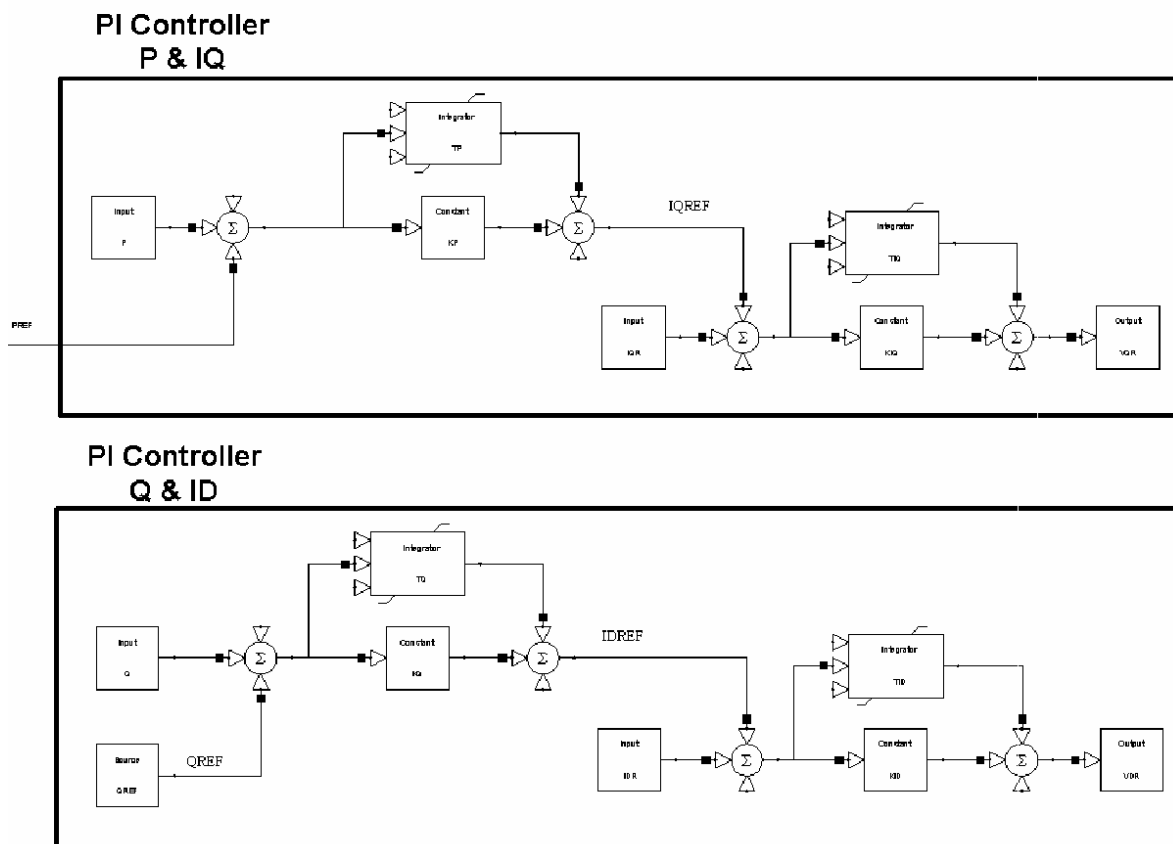 PI Controller
P & IQ
Integrator
TP
Input
P
Σ
Constant
KP
Σ
IQREF
Integrator
TIQ
PREF
Input
IQR
Σ
Constant
KIQ
Σ
Output
VQR
PI Controller
Q & ID
Integrator
TQ
Input
Q
Σ
Constant
KQ
Σ
IDREF
Integrator
TID
Source
QREF
QREF
Input
IDR
Σ
Constant
KID
Σ
Output
VDR